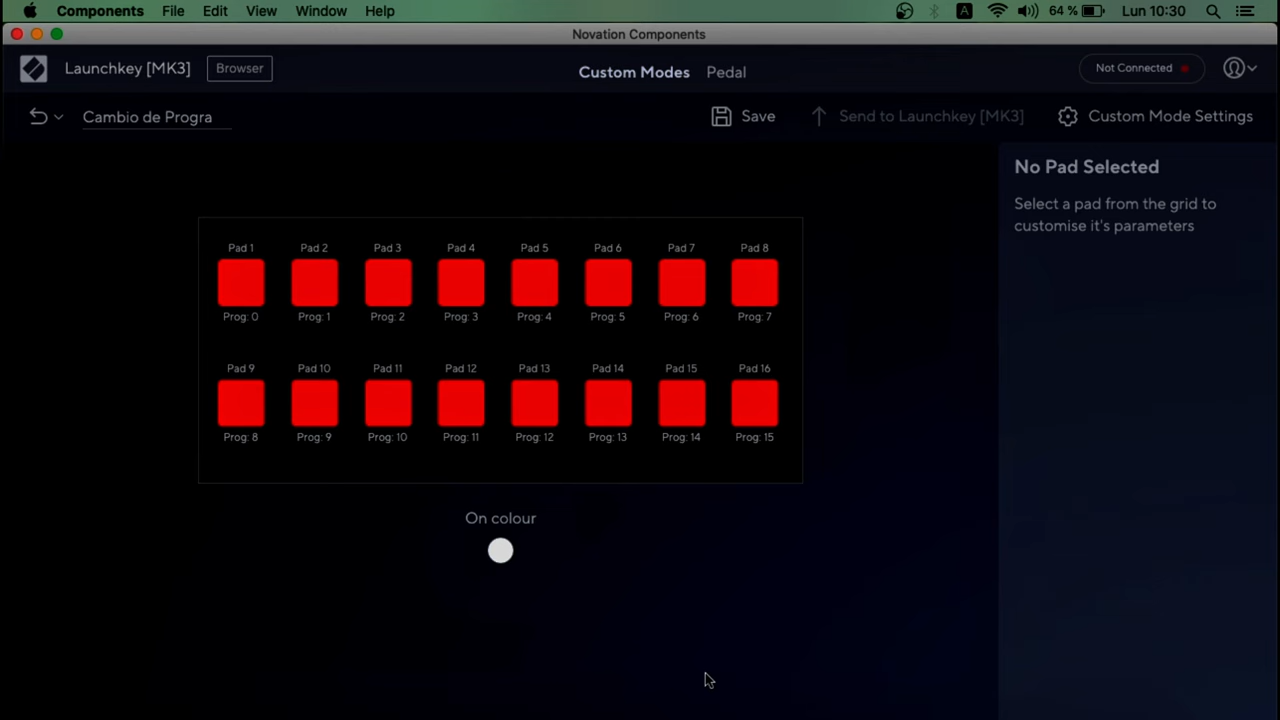 Components File Edit View Window Help A 64 % Lun 10:30
Novation Components
Launchkey [MK3] Browser Custom Modes Pedal Not Connected
Cambio de Progra Save Send to Launchkey [MK3] Custom Mode Settings
No Pad Selected
Select a pad from the grid to
customise it's parameters
Pad 1 Pad 2 Pad 3 Pad 4 Pad 5 Pad 6 Pad 7 Pad 8
Prog: 0 Prog: 1 Prog: 2 Prog: 3 Prog: 4 Prog: 5 Prog: 6 Prog: 7
Pad 9 Pad 10 Pad 11 Pad 12 Pad 13 Pad 14 Pad 15 Pad 16
Prog: 8 Prog: 9 Prog: 10 Prog: 11 Prog: 12 Prog: 13 Prog: 14 Prog: 15
On colour